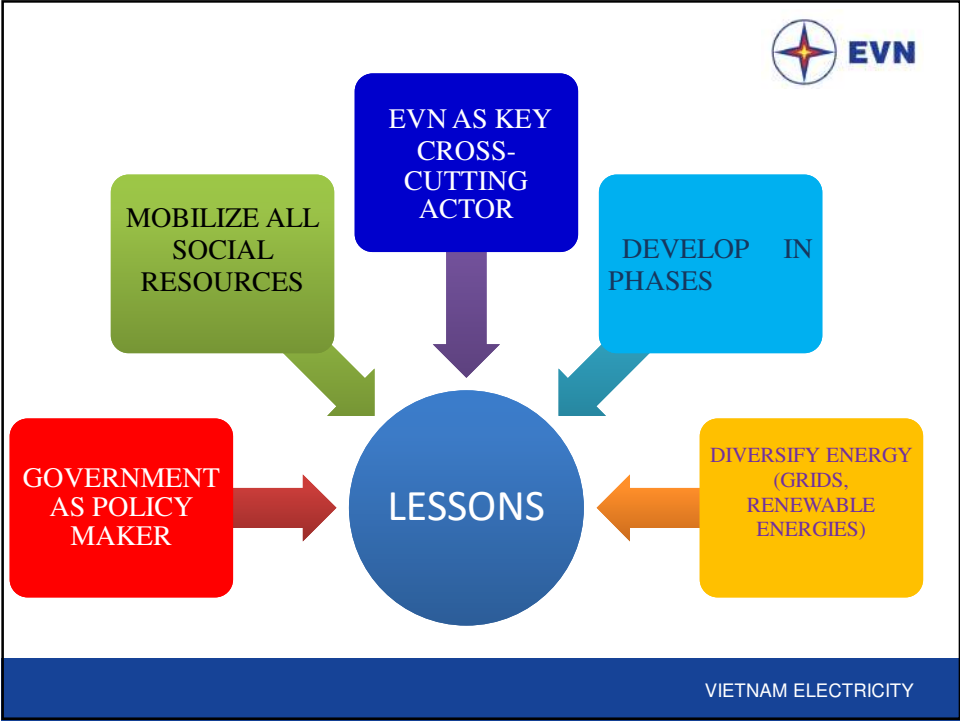 EVN
EVN AS KEY
CROSS-
CUTTING
ACTOR
MOBILIZE ALL
SOCIAL
RESOURCES
DEVELOP IN
PHASES
GOVERNMENT
AS POLICY
MAKER
LESSONS
DIVERSIFY ENERGY
(GRIDS,
RENEWABLE
ENERGIES)
VIETNAM ELECTRICITY